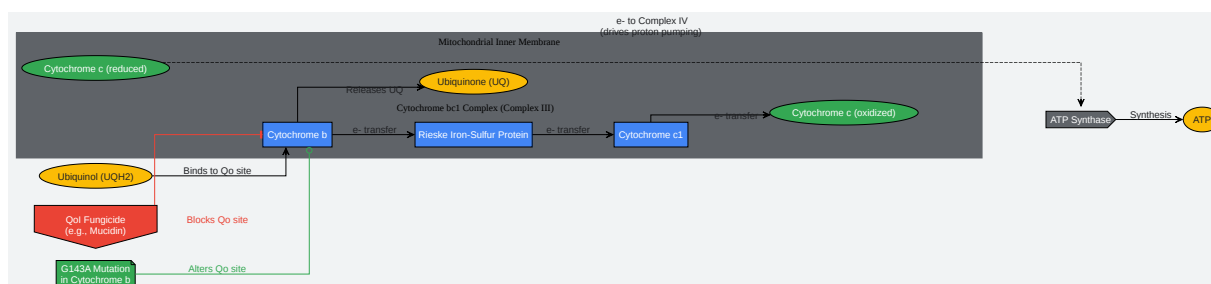 e- to Complex IV
(drives proton pumping)
Mitochondrial Inner Membrane
Cytochrome c (reduced)
Ubiquinone (UQ)
Releases UQ
Cytochrome bc1 Complex (Complex III)
Cytochrome b
e- transfer
Rieske Iron-Sulfur Protein
e- transfer
Cytochrome c1
e- transfer
Cytochrome c (oxidized)
ATP Synthase
Synthesis
ATP
Ubiquinol (UQH2)
Binds to Qo site
QoI Fungicide
(e.g., Mucidin)
Blocks Qo site
G143A Mutation
in Cytochrome b
Alters Qo site